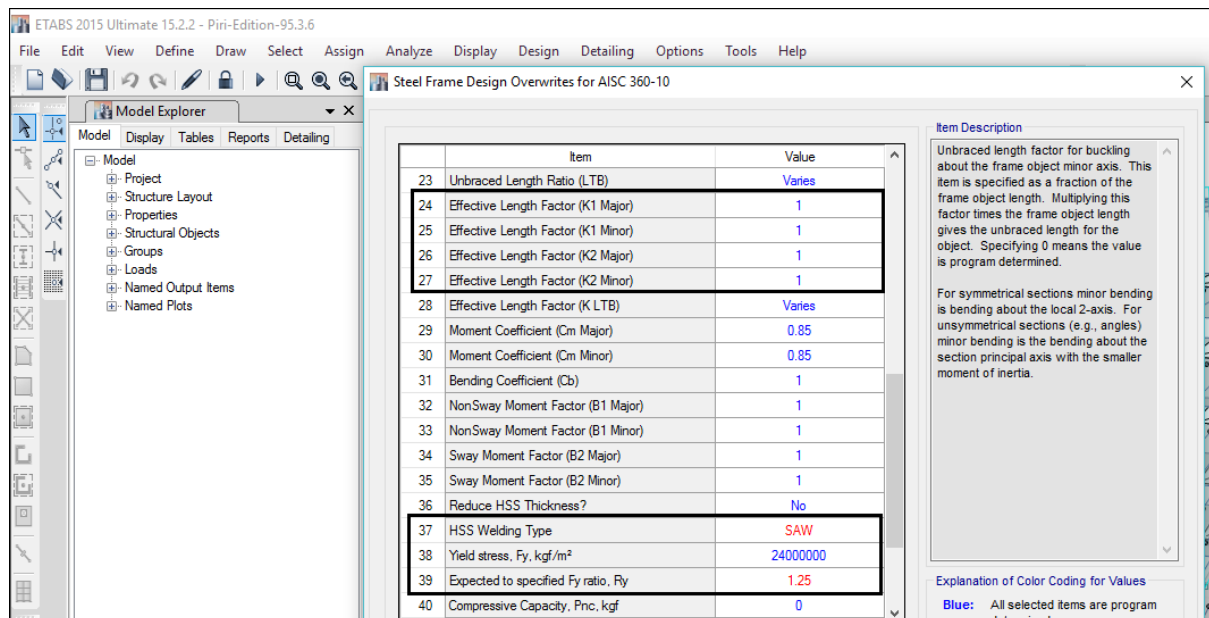 ETABS 2015 Ultimate 15.2.2 - Piri-Edition-95.3.6
File Edit View Define Draw Select Assign Analyze Display Design Detailing Options Tools Help
Model Explorer
Model Display Tables Reports Detailing
Model
Project
Structure Layout
Properties
Structural Objects
Groups
Loads
Named Output Items
Named Plots
Steel Frame Design Overwrites for AISC 360-10
Item Value
23 Unbraced Length Ratio (LTB) Varies
24 Effective Length Factor (K1 Major) 1
25 Effective Length Factor (K1 Minor) 1
26 Effective Length Factor (K2 Major) 1
27 Effective Length Factor (K2 Minor) 1
28 Effective Length Factor (K LTB) Varies
29 Moment Coefficient (Cm Major) 0.85
30 Moment Coefficient (Cm Minor) 0.85
31 Bending Coefficient (Cb) 1
32 NonSway Moment Factor (B1 Major) 1
33 NonSway Moment Factor (B1 Minor) 1
34 Sway Moment Factor (B2 Major) 1
35 Sway Moment Factor (B2 Minor) 1
36 Reduce HSS Thickness? No
37 HSS Welding Type SAW
38 Yield stress, Fy, kgf/m² 24000000
39 Expected to specified Fy ratio, Ry 1.25
40 Compressive Capacity, Pnc, kgf 0
Item Description
Unbraced length factor for buckling
about the frame object minor axis. This
item is specified as a fraction of the
frame object length. Multiplying this
factor times the frame object length
gives the unbraced length for the
object. Specifying 0 means the value
is program determined.
For symmetrical sections minor bending
is bending about the local 2-axis. For
unsymmetrical sections (e.g., angles)
minor bending is the bending about the
section principal axis with the smaller
moment of inertia.
Explanation of Color Coding for Values
Blue: All selected items are program